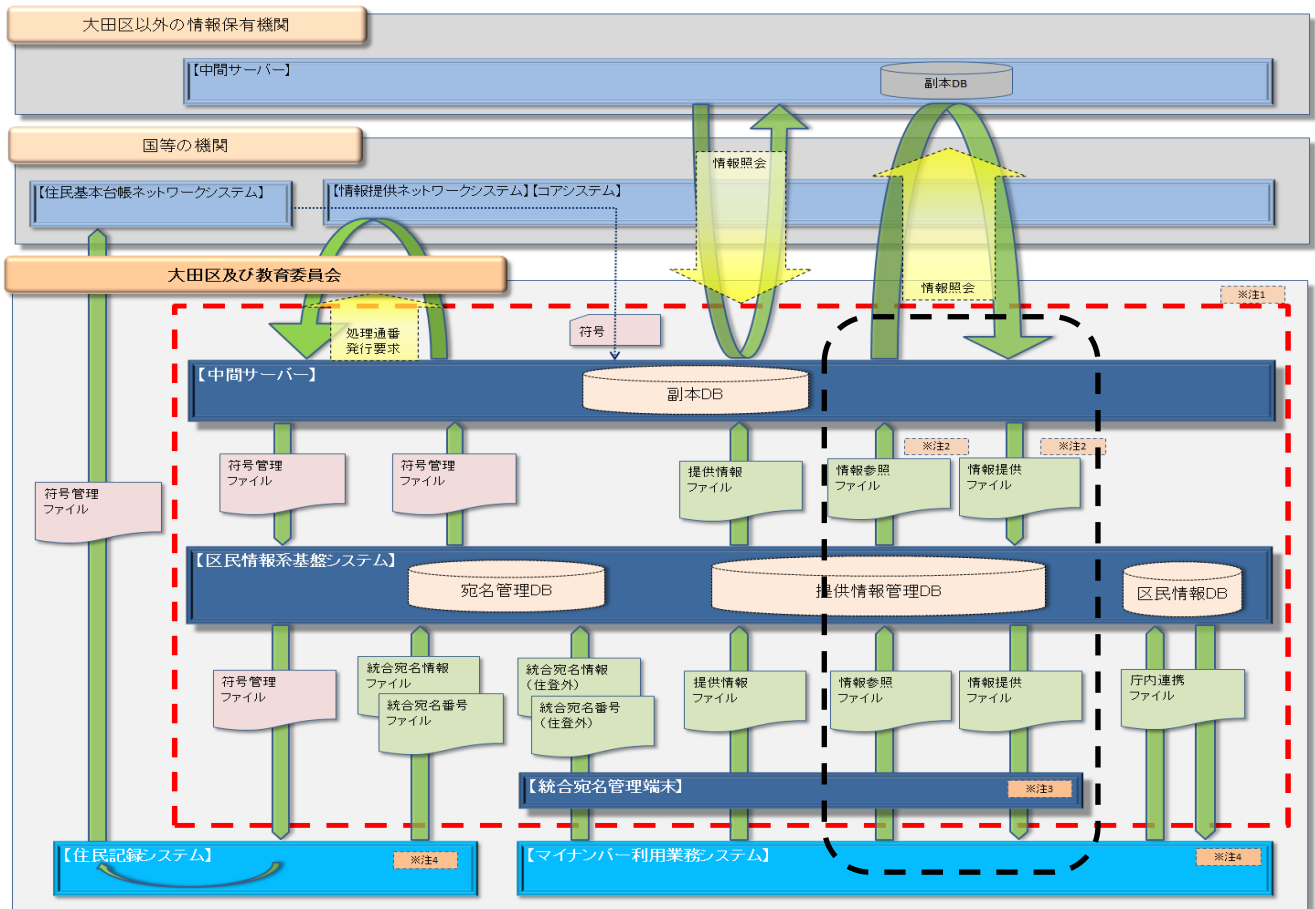 大田区以外の情報保有機関
【中間サーバー】
副本DB
国等の機関
【住民基本台帳ネットワークシステム】
【情報提供ネットワークシステム】【コアシステム】
情報照会
情報照会
大田区及び教育委員会
※注1
処理通番
発行要求
符号
【中間サーバー】
副本DB
符号管理
ファイル
符号管理
ファイル
符号管理
ファイル
提供情報
ファイル
※注2
情報参照
ファイル
※注2
情報提供
ファイル
【区民情報系基盤システム】
宛名管理DB
提供情報管理DB
区民情報DB
符号管理
ファイル
統合宛名情報
ファイル
統合宛名番号
ファイル
統合宛名情報
(住登外)
統合宛名番号
(住登外)
提供情報
ファイル
情報参照
ファイル
情報提供
ファイル
庁内連携
ファイル
【統合宛名管理端末】
※注3
【住民記録システム】
※注4
【マイナンバー利用業務システム】
※注4